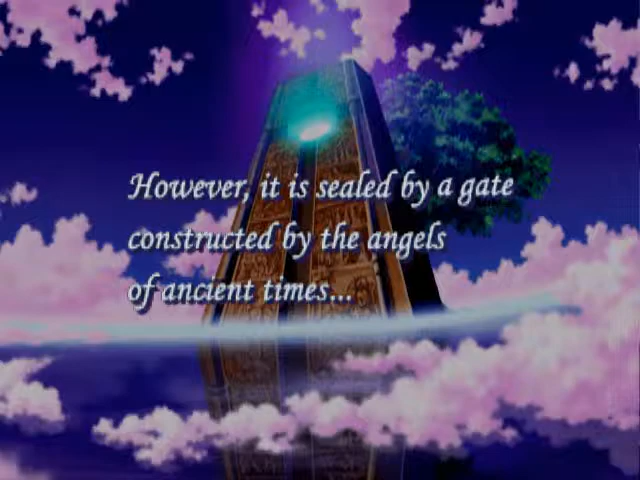 However, it is sealed by a gate
constructed by the angels
of ancient times...